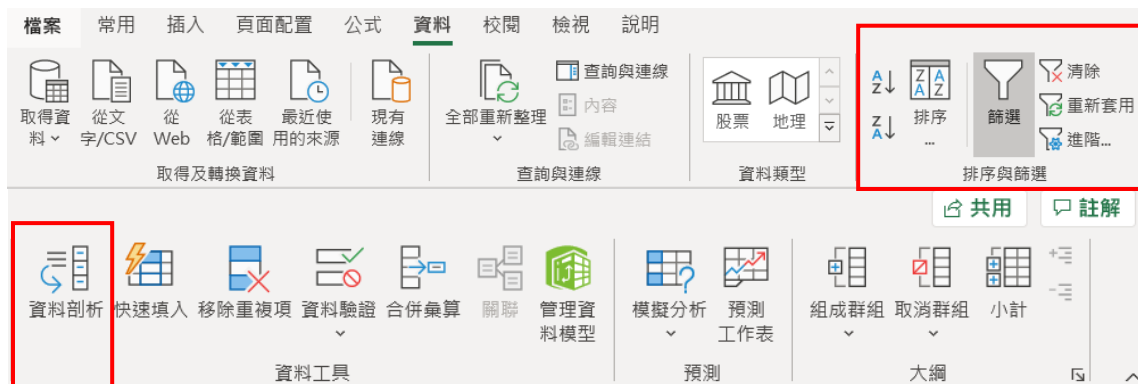 檔案 常用 插入 頁面配置 公式 資料 校閱 檢視 說明
取得資料 從文字/CSV 從 Web 從表格/範圍 最近使用的來源 現有連線
取得及轉換資料
全部重新整理 查詢與連線
內容
編輯連結
查詢與連線
股票 地理
資料類型
排序... 篩選 清除
重新套用
進階...
排序與篩選
共用 註解
資料剖析 快速填入 移除重複項 資料驗證 合併彙算 關聯 管理資料模型
資料工具
模擬分析 預測工作表
預測
組成群組 取消群組 小計
大綱